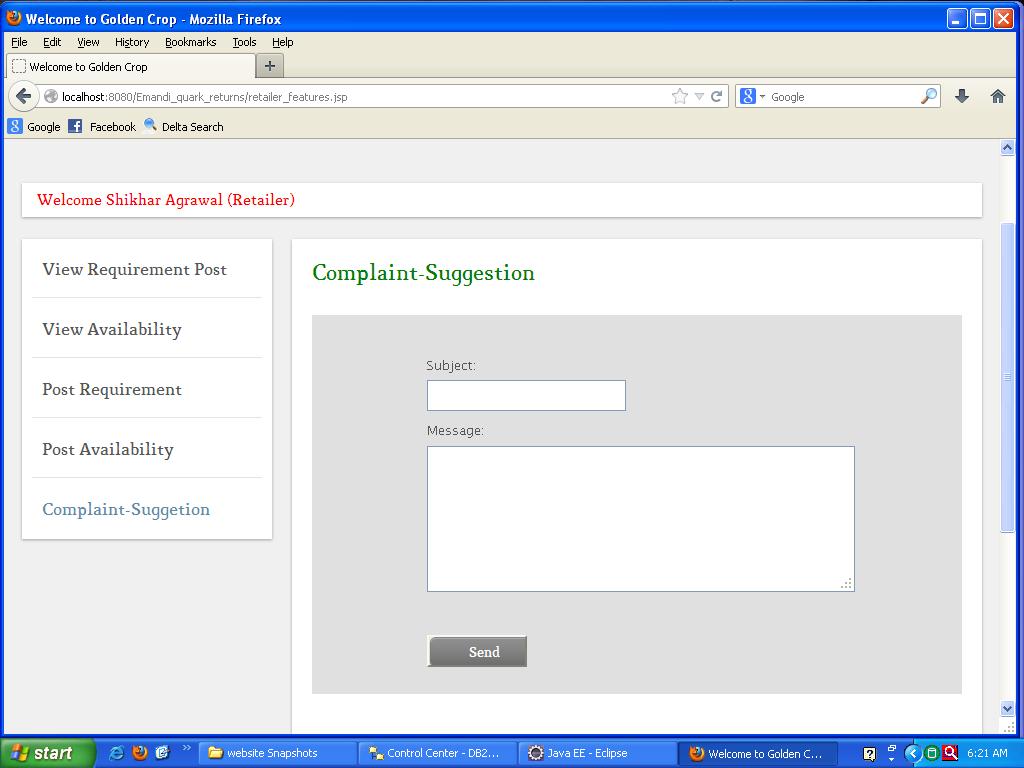 Welcome to Golden Crop - Mozilla Firefox
File Edit View History Bookmarks Tools Help
Welcome to Golden Crop
localhost:8080/Emandi_quark_returns/retailer_features.jsp
Google
Google Facebook Delta Search
Welcome Shikhar Agrawal (Retailer)
View Requirement Post
View Availability
Post Requirement
Post Availability
Complaint-Suggetion
Complaint-Suggestion
Subject:
Message:
Send
start
website Snapshots
Control Center - DB2...
Java EE - Eclipse
Welcome to Golden C...
6:21 AM